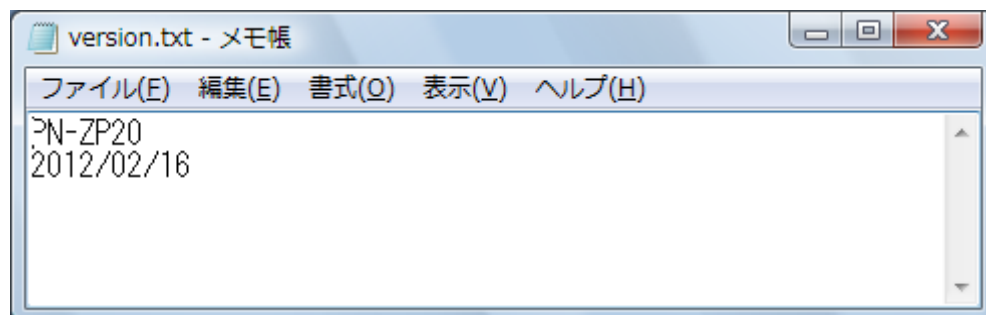 version.txt - メモ帳
ファイル(F) 編集(E) 書式(O) 表示(V) ヘルプ(H)
PN-ZP20
2012/02/16